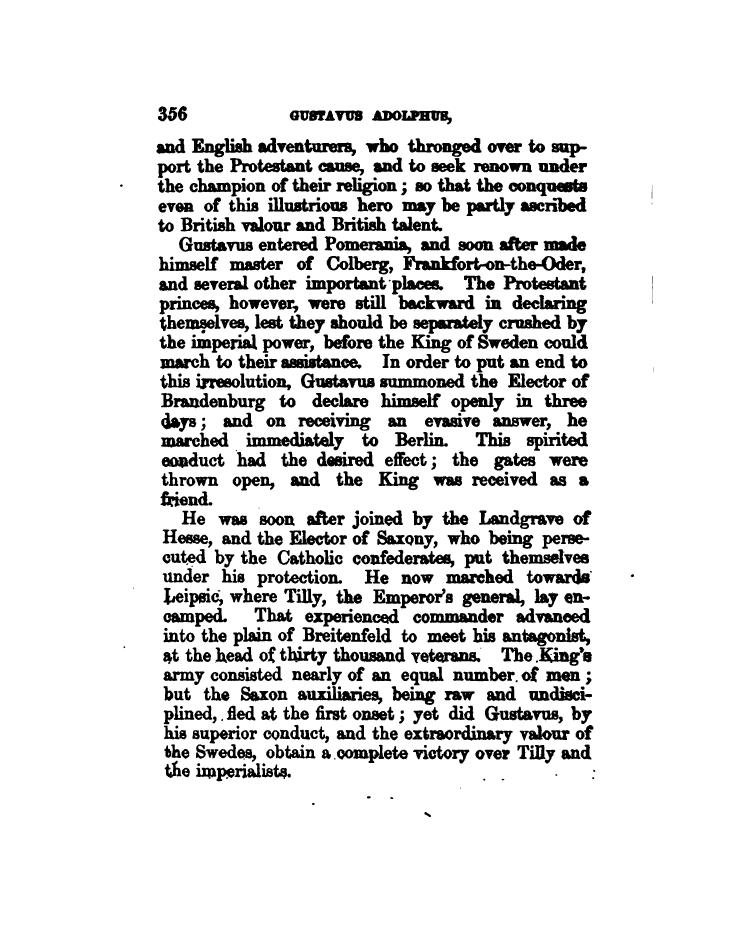 356 GUSTAVUS ADOLPHUS,
and English adventurers, who thronged over to sup-
port the Protestant cause, and to seek renown under
the champion of their religion ; so that the conquests
even of this illustrious hero may be partly ascribed
to British valour and British talent.
Gustavus entered Pomerania, and soon after made
himself master of Colberg, Frankfort-on-the-Oder,
and several other important places. The Protestant
princes, however, were still backward in declaring
themselves, lest they should be separately crushed by
the imperial power, before the King of Sweden could
march to their assistance. In order to put an end to
this irresolution, Gustavus summoned the Elector of
Brandenburg to declare himself openly in three
days ; and on receiving an evasive answer, he
marched immediately to Berlin. This spirited
conduct had the desired effect ; the gates were
thrown open, and the King was received as a
friend.
He was soon after joined by the Landgrave of
Hesse, and the Elector of Saxony, who being perse-
cuted by the Catholic confederates, put themselves
under his protection. He now marched towards
Leipsic, where Tilly, the Emperor's general, lay en-
camped. That experienced commander advanced
into the plain of Breitenfeld to meet his antagonist,
at the head of thirty thousand veterans. The King's
army consisted nearly of an equal number of men ;
but the Saxon auxiliaries, being raw and undisci-
plined, fled at the first onset ; yet did Gustavus, by
his superior conduct, and the extraordinary valour of
the Swedes, obtain a complete victory over Tilly and
the imperialists.